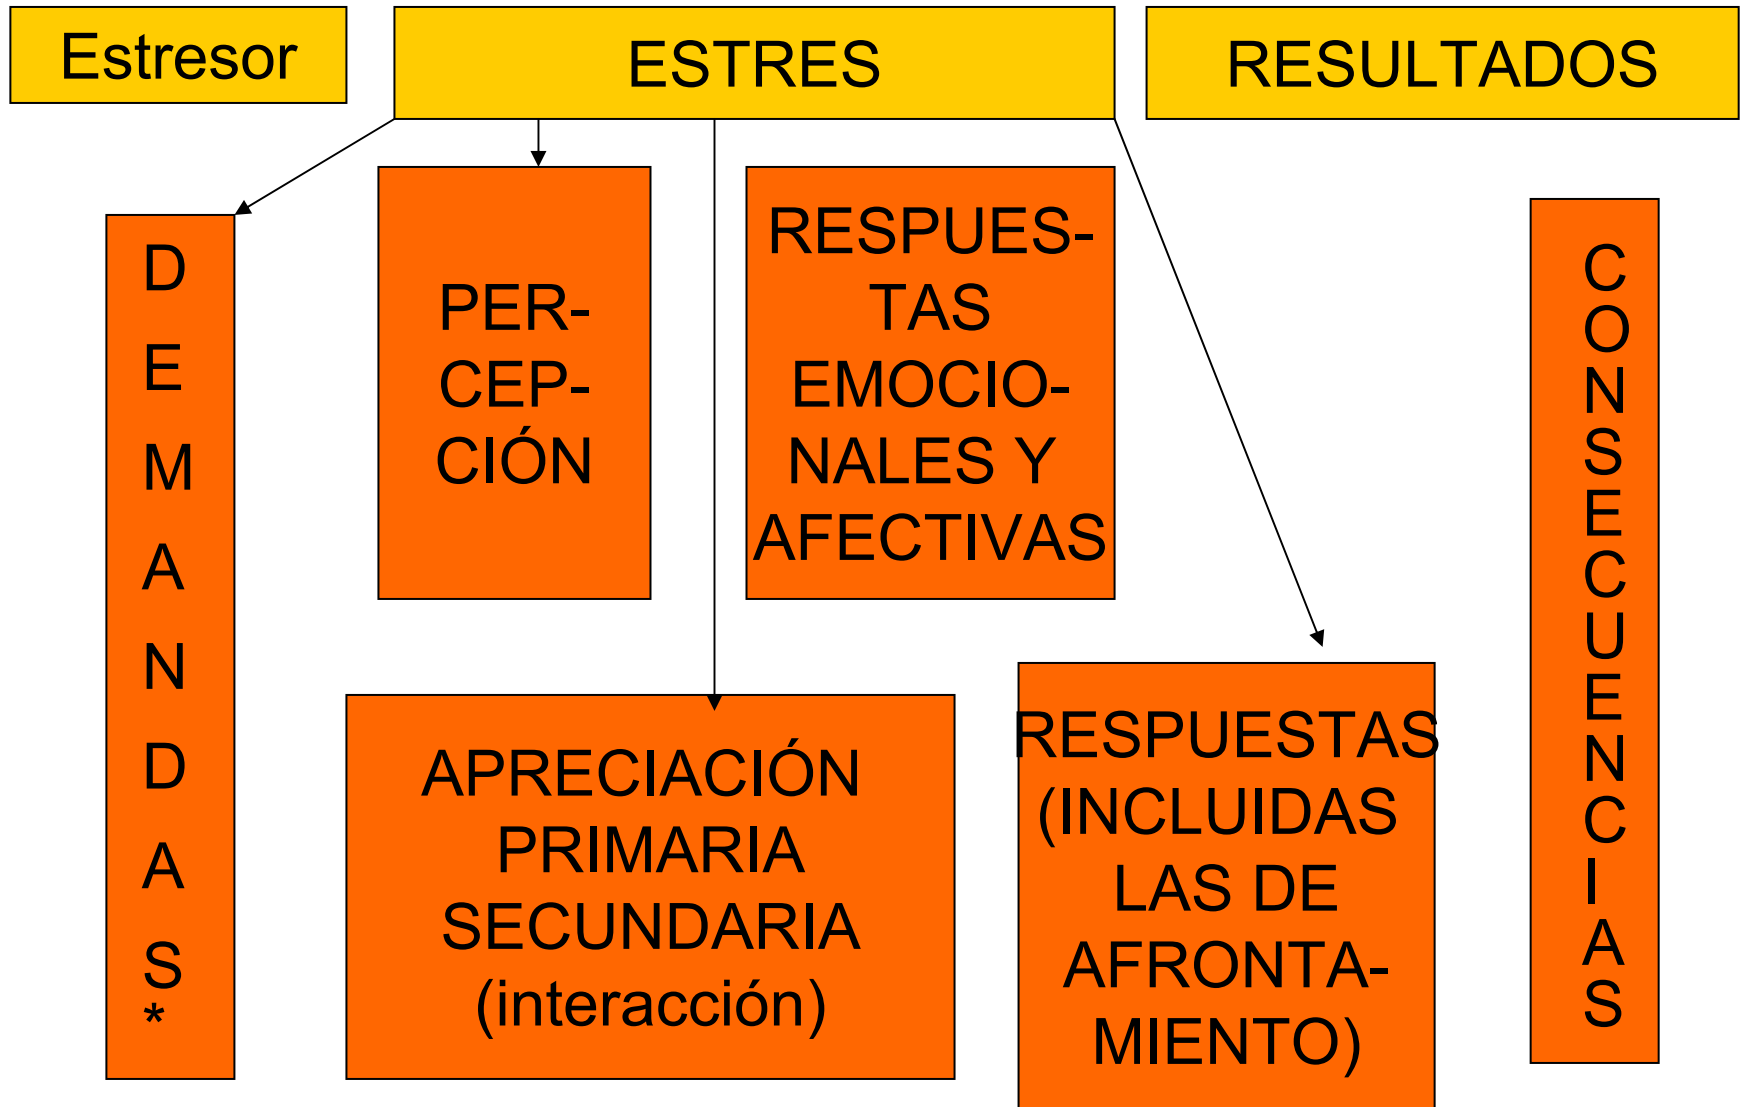 Estresor
ESTRES
RESULTADOS
D
E
M
A
N
D
A
S
*
PER-
CEP-
CIÓN
RESPUES-
TAS
EMOCIO-
NALES Y
AFECTIVAS
APRECIACIÓN
PRIMARIA
SECUNDARIA
(interacción)
RESPUESTAS
(INCLUIDAS
LAS DE
AFRONTA-
MIENTO)
C
O
N
S
E
C
U
E
N
C
I
A
S